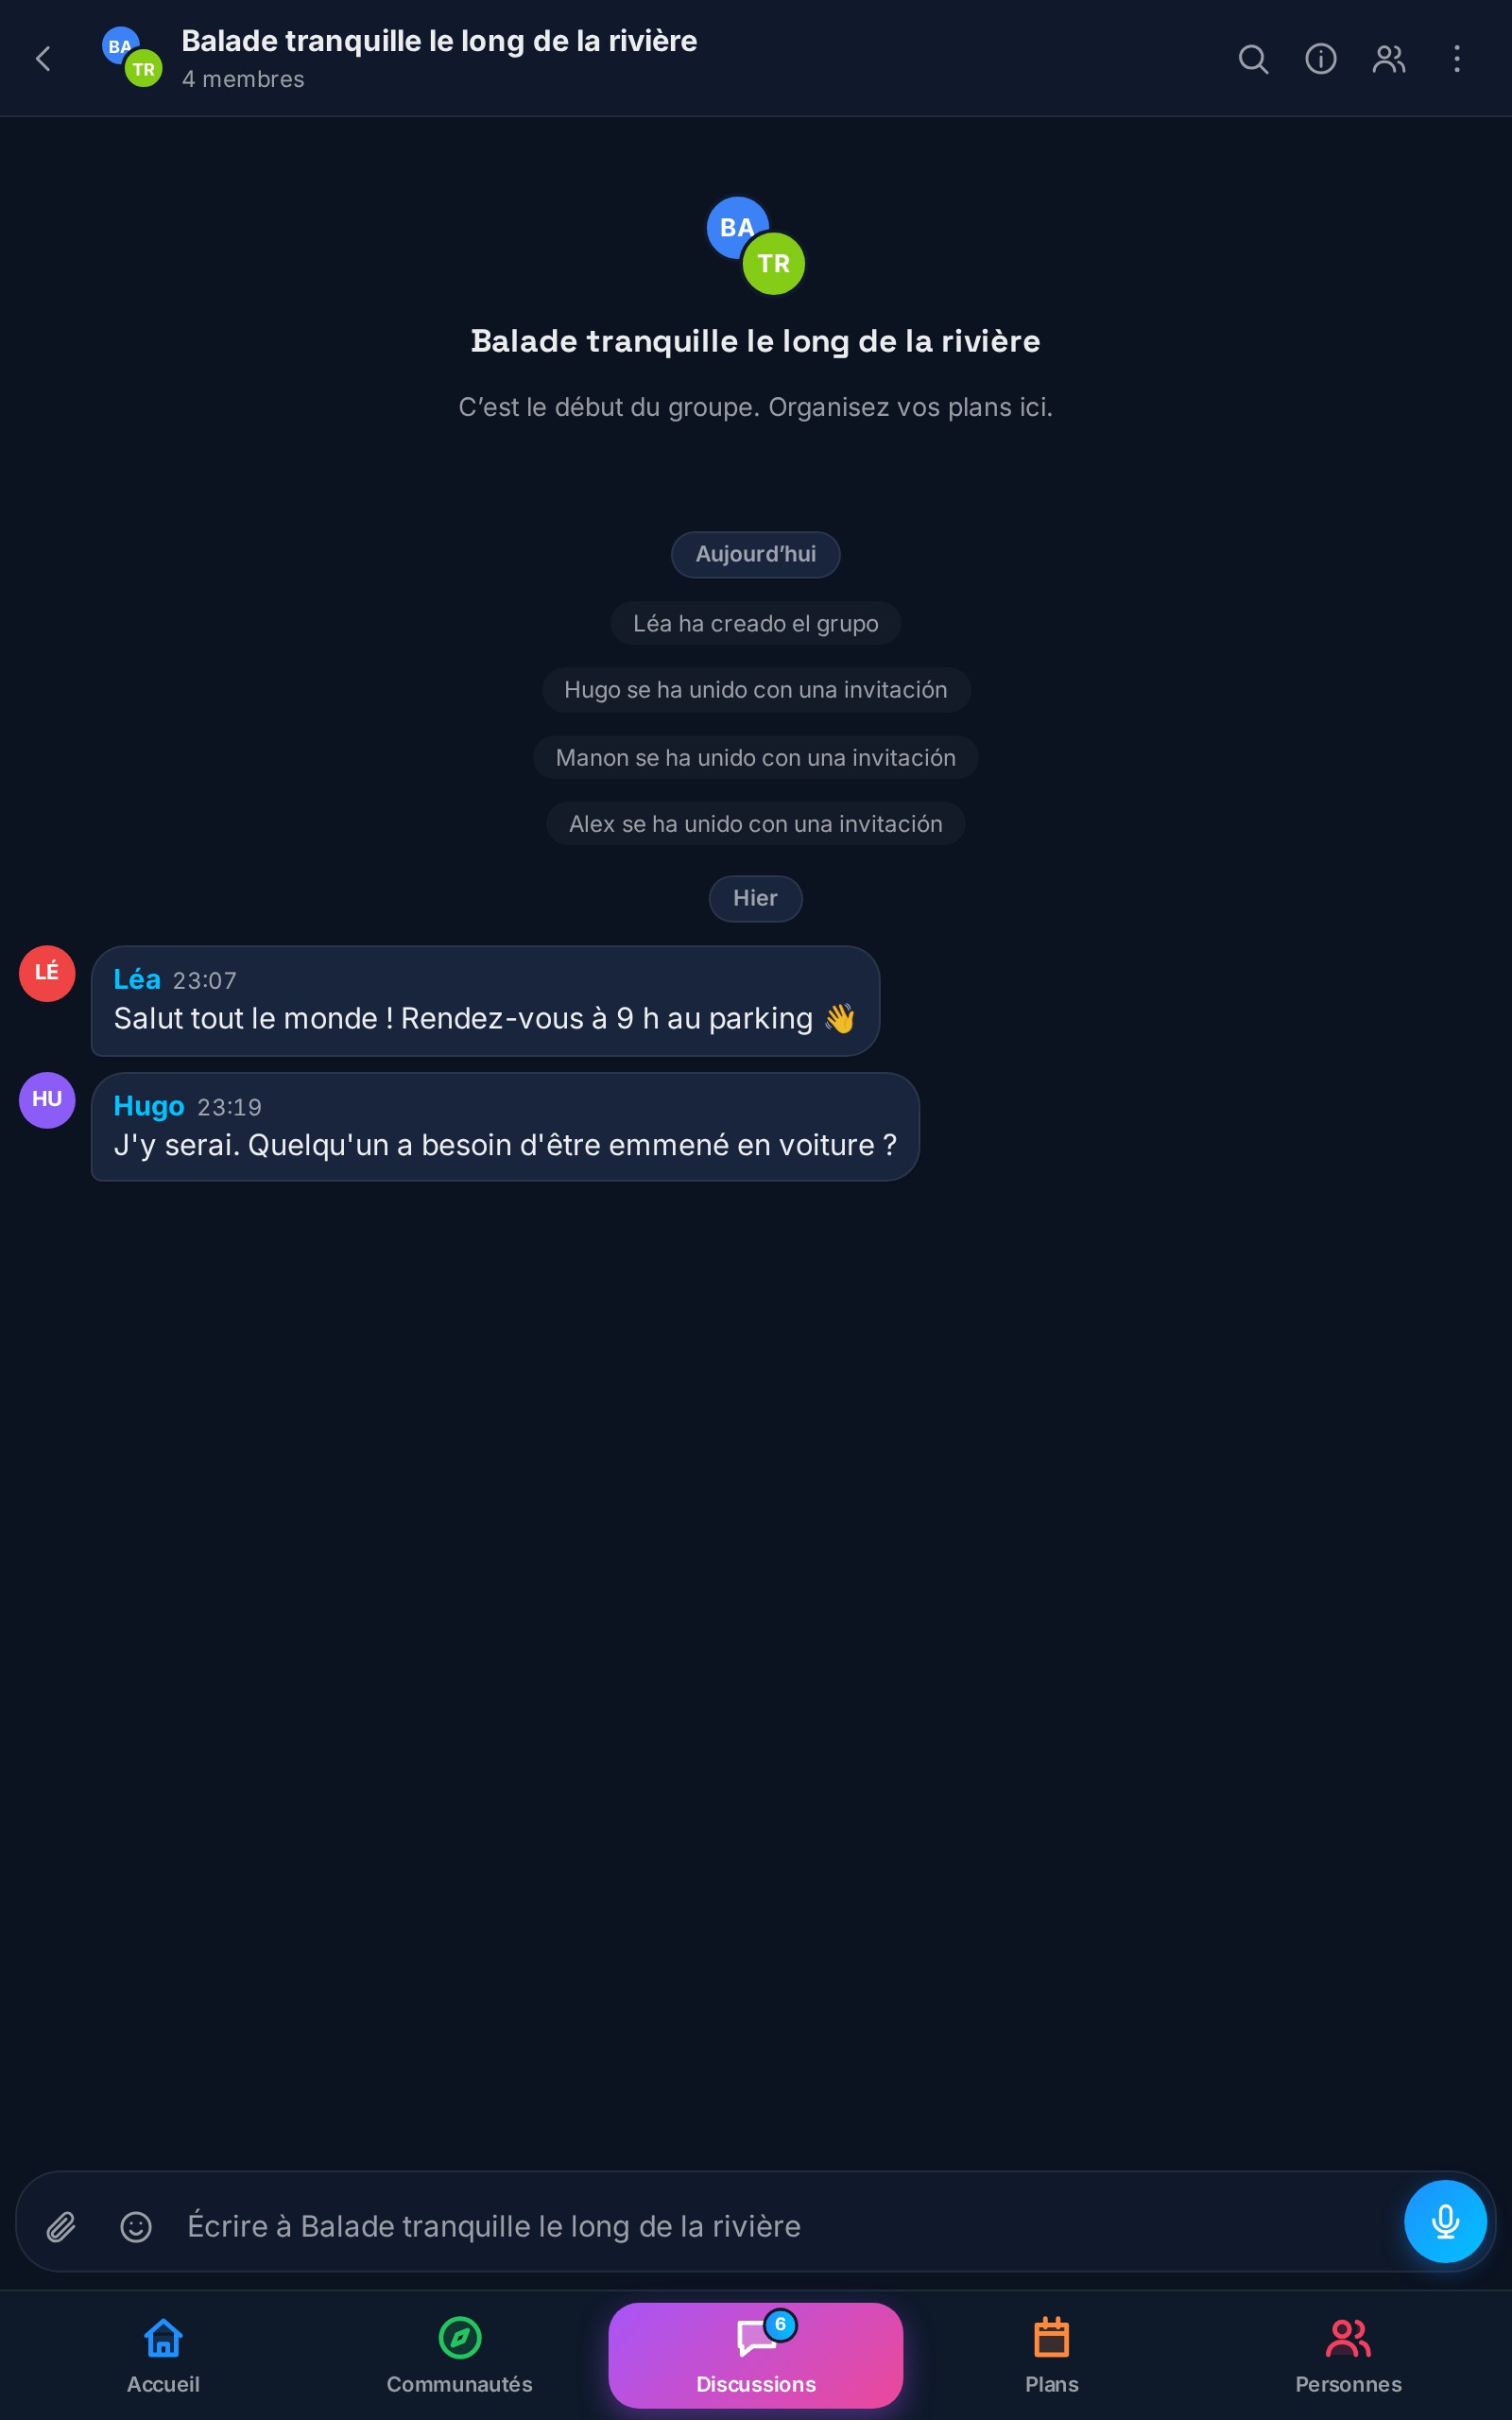 BA
TR
Balade tranquille le long de la rivière
4 membres
BA
TR
Balade tranquille le long de la rivière
C’est le début du groupe. Organisez vos plans ici.
Aujourd’hui
Léa ha creado el grupo
Hugo se ha unido con una invitación
Manon se ha unido con una invitación
Alex se ha unido con una invitación
Hier
LÉ
Léa 23:07
Salut tout le monde ! Rendez-vous à 9 h au parking 👋
HU
Hugo 23:19
J'y serai. Quelqu'un a besoin d'être emmené en voiture ?
Écrire à Balade tranquille le long de la rivière
6
Accueil
Communautés
Discussions
Plans
Personnes